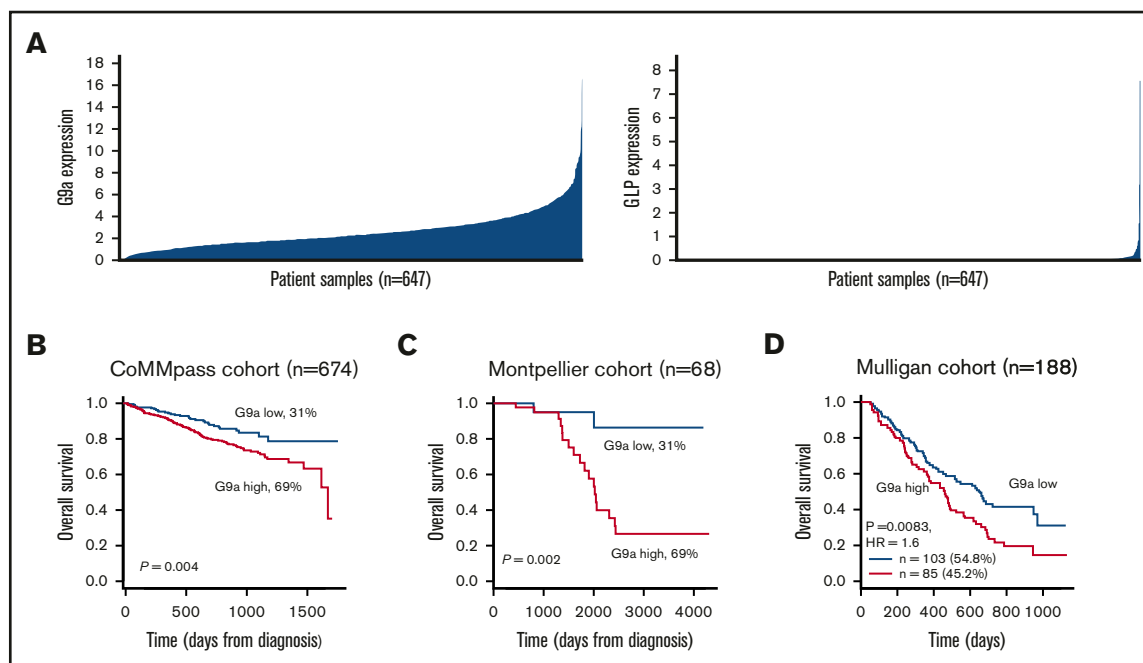 A
G9a expression
18
16
14
12
10
8
6
4
2
0
Patient samples (n=647)
GLP expression
8
7
6
5
4
3
2
1
0
Patient samples (n=647)
B
CoMMpass cohort (n=674)
Overall survival
1.0
0.8
0.6
0.4
0.2
0.0
G9a low, 31%
G9a high, 69%
P = 0.004
0 500 1000 1500
Time (days from diagnosis)
C
Montpellier cohort (n=68)
Overall survival
1.0
0.8
0.6
0.4
0.2
0.0
G9a low, 31%
G9a high, 69%
P = 0.002
0 1000 2000 3000 4000
Time (days from diagnosis)
D
Mulligan cohort (n=188)
Overall survival
1.0
0.8
0.6
0.4
0.2
0.0
G9a high
G9a low
P =0.0083,
HR = 1.6
n = 103 (54.8%)
n = 85 (45.2%)
0 200 400 600 800 1000
Time (days)